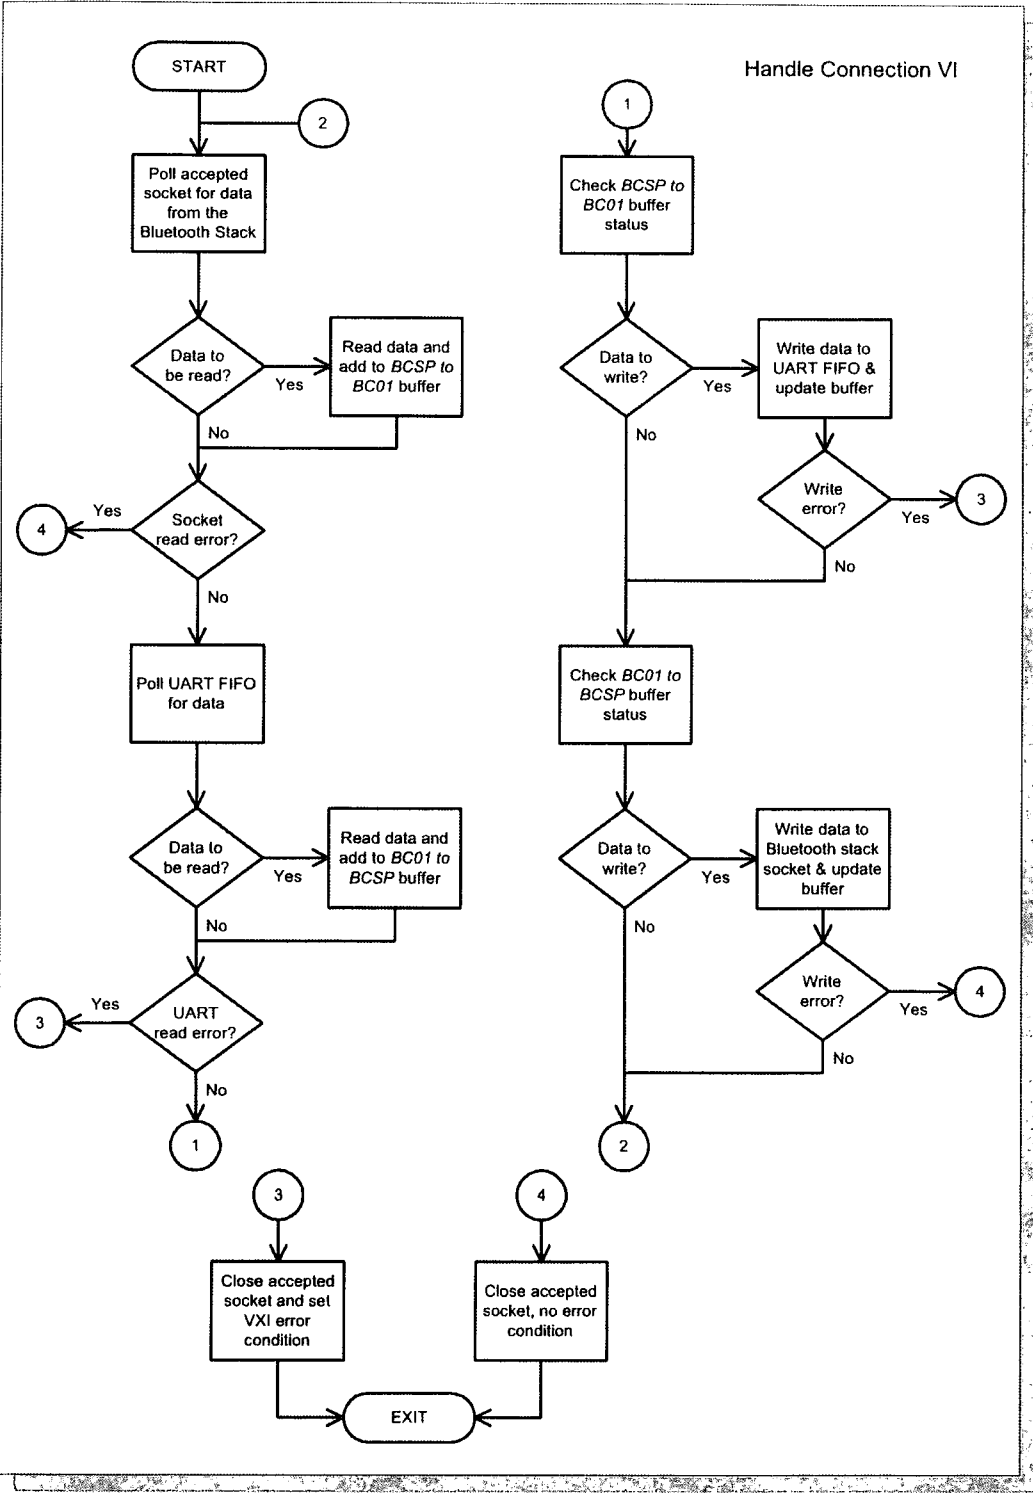 Handle Connection VI
START
2
Poll accepted
socket for data
from the
Bluetooth Stack
Data to
be read?
Yes
Read data and
add to BCSP to
BC01 buffer
No
Socket
read error?
Yes
4
No
Poll UART FIFO
for data
Data to
be read?
Yes
Read data and
add to BC01 to
BCSP buffer
No
UART
read error?
Yes
3
No
1
1
Check BCSP to
BC01 buffer
status
Data to
write?
Yes
Write data to
UART FIFO &
update buffer
No
Write
error?
Yes
3
No
Check BC01 to
BCSP buffer
status
Data to
write?
Yes
Write data to
Bluetooth stack
socket & update
buffer
No
Write
error?
Yes
4
No
2
3
Close accepted
socket and set
VXI error
condition
4
Close accepted
socket, no error
condition
EXIT